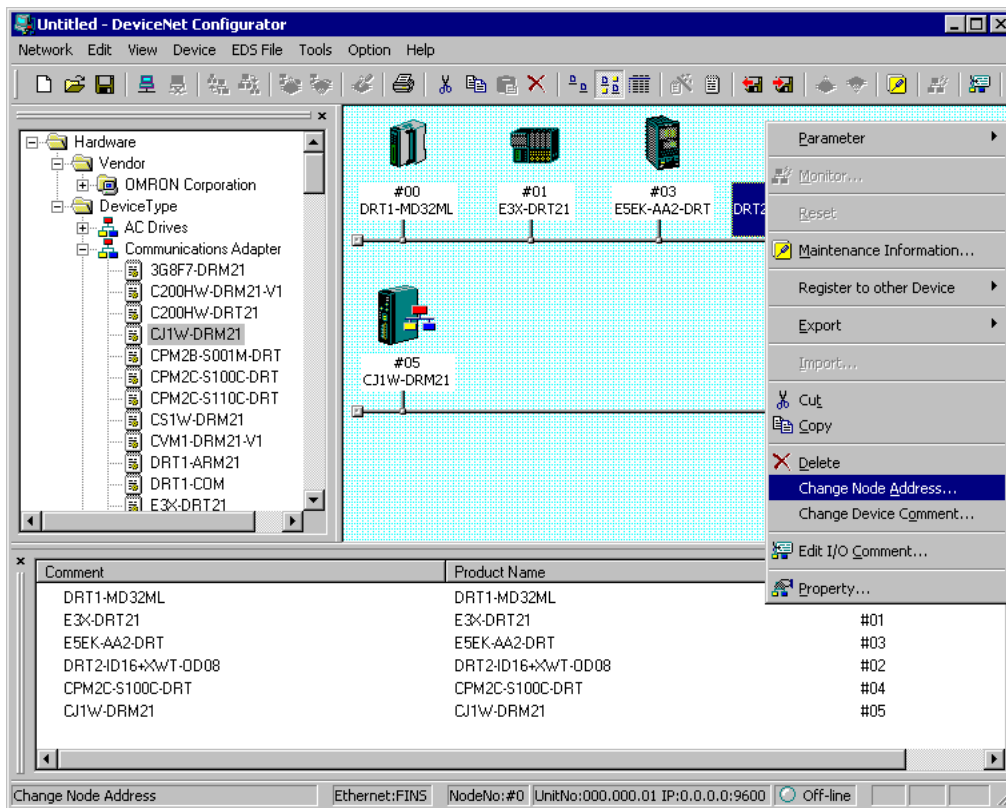 Untitled - DeviceNet Configurator
Network Edit View Device EDS File Tools Option Help
Hardware
Vendor
OMRON Corporation
DeviceType
AC Drives
Communications Adapter
3G8F7-DRM21
C200HW-DRM21-V1
C200HW-DRT21
CJ1W-DRM21
CPM2B-S001M-DRT
CPM2C-S100C-DRT
CPM2C-S110C-DRT
CS1W-DRM21
CVM1-DRM21-V1
DRT1-ARM21
DRT1-COM
E3X-DRT21
#00
DRT1-MD32ML
#01
E3X-DRT21
#03
E5EK-AA2-DRT
DRT2
#05
CJ1W-DRM21
Parameter
Monitor...
Reset
Maintenance Information...
Register to other Device
Export
Import...
Cut
Copy
Delete
Change Node Address...
Change Device Comment...
Edit I/O Comment...
Property...
Comment Product Name
DRT1-MD32ML DRT1-MD32ML
E3X-DRT21 E3X-DRT21 #01
E5EK-AA2-DRT E5EK-AA2-DRT #03
DRT2-ID16+XWT-OD08 DRT2-ID16+XWT-OD08 #02
CPM2C-S100C-DRT CPM2C-S100C-DRT #04
CJ1W-DRM21 CJ1W-DRM21 #05
Change Node Address Ethernet:FINS NodeNo:#0 UnitNo:000.000.01 IP:0.0.0.0:9600 Off-line